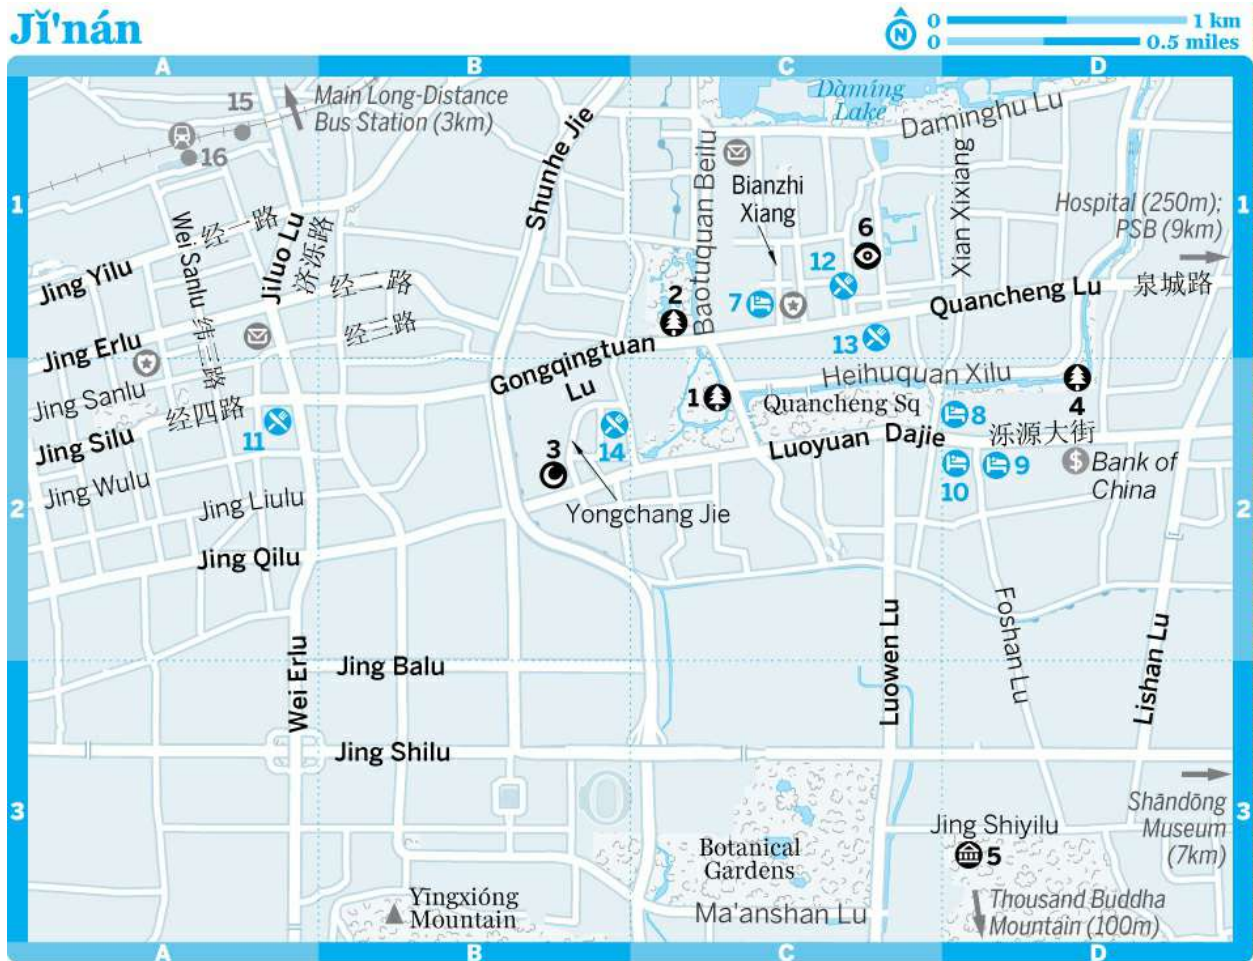 Jǐ'nán
N
0 1 km
0 0.5 miles
A B C D
Main Long-Distance
Bus Station (3km)
15
16
Dàmíng
Lake
Daminghu Lu
Shunhe Jie
Baotuquan Beilu
Bianzhi
Xiang
Xian Xixiang
1
1
Hospital (250m);
PSB (9km)
经一路
Wei Sanlu 纬三路
Jiluo Lu
济泺路
Jing Yilu
经二路
6
12
2
7
Quancheng Lu
泉城路
Jing Erlu
经三路
13
Gongqingtuan
Lu
Jing Sanlu
Heihuquan Xilu
1
Quancheng Sq
4
经四路
11
8
Jing Silu
3
14
Luoyuan Dajie
泺源大街
Jing Wulu
10
9
Bank of
China
2
2
Jing Liulu
Yongchang Jie
Jing Qilu
Foshan Lu
Wei Erlu
Luowen Lu
Lishan Lu
Jing Balu
Jing Shilu
3
3
Shāndōng
Museum
(7km)
Jing Shiyilu
5
Botanical
Gardens
Yīngxióng
Mountain
Ma'anshan Lu
Thousand Buddha
Mountain (100m)
A B C D